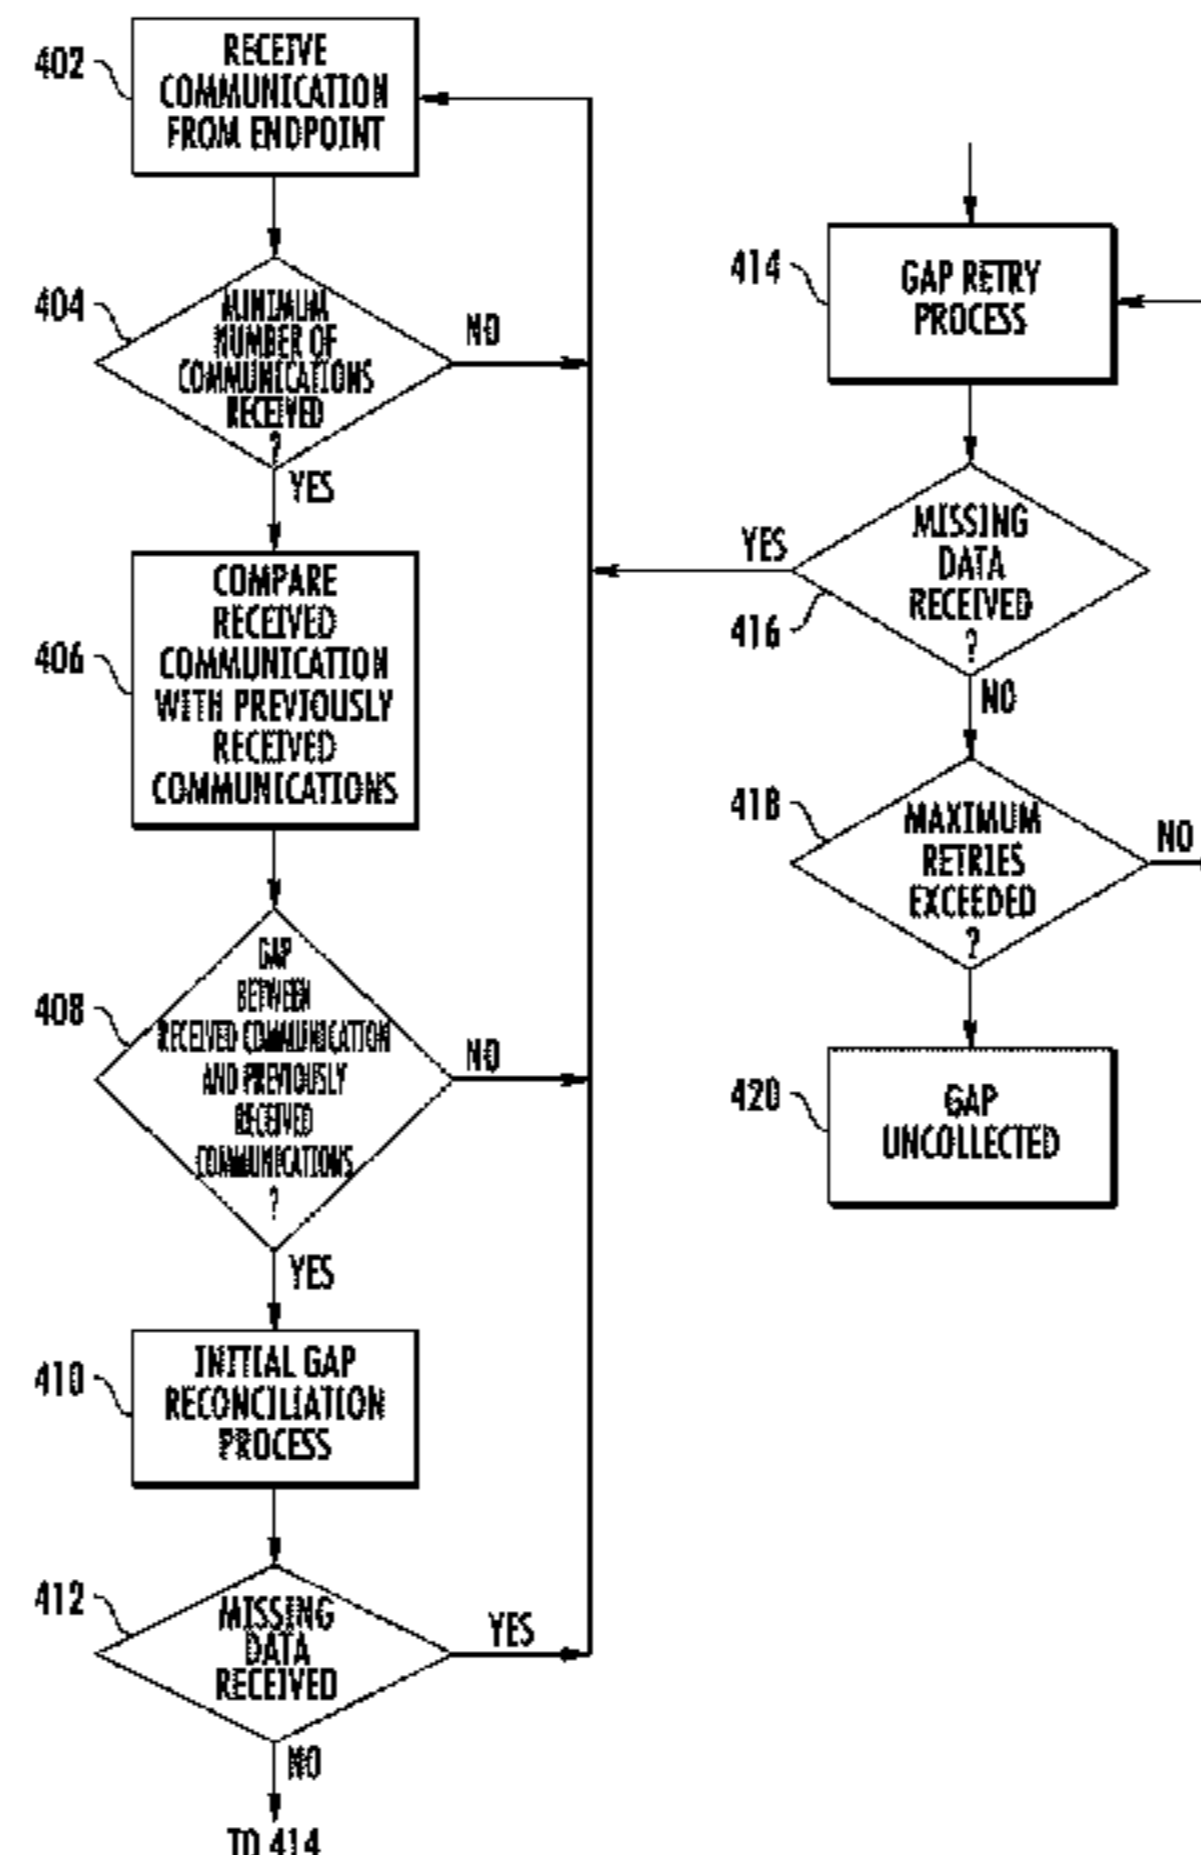 402
RECEIVE
COMMUNICATION
FROM ENDPOINT
404
MINIMUM
NUMBER OF
COMMUNICATIONS
RECEIVED
?
NO
YES
406
COMPARE
RECEIVED
COMMUNICATION
WITH PREVIOUSLY
RECEIVED
COMMUNICATIONS
408
GAP
BETWEEN
RECEIVED COMMUNICATION
AND PREVIOUSLY
RECEIVED
COMMUNICATIONS
?
NO
YES
410
INITIAL GAP
RECONCILIATION
PROCESS
412
MISSING
DATA
RECEIVED
YES
NO
TO 414
414
GAP RETRY
PROCESS
YES
416
MISSING
DATA
RECEIVED
?
NO
418
MAXIMUM
RETRIES
EXCEEDED
?
NO
420
GAP
UNCOLLECTED